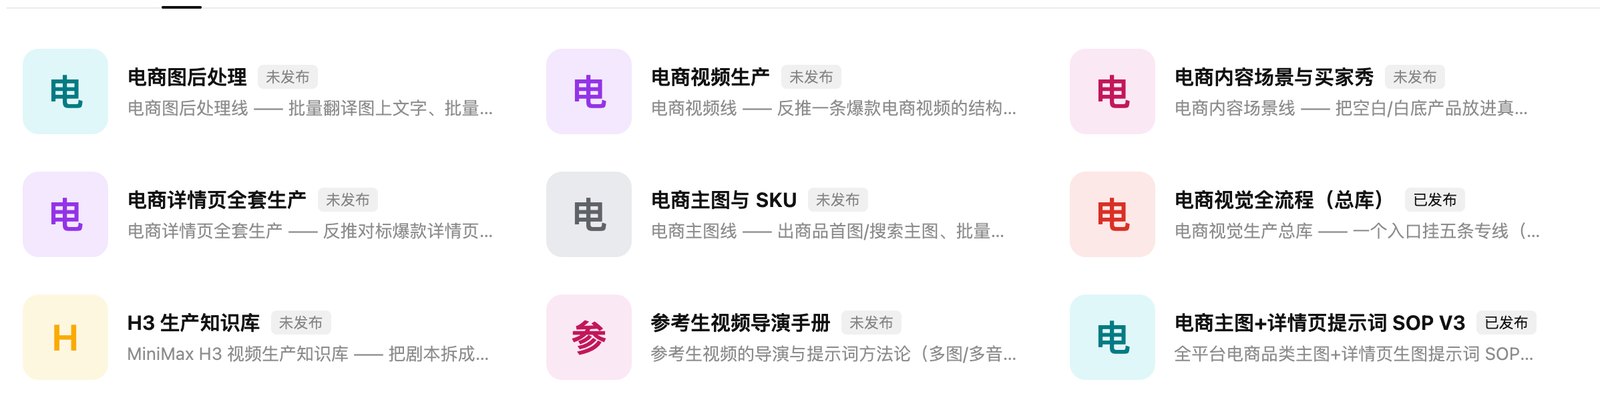 电
电商图后处理 未发布
电商图后处理线 —— 批量翻译图上文字、批量...
电
电商视频生产 未发布
电商视频线 —— 反推一条爆款电商视频的结构...
电
电商内容场景与买家秀 未发布
电商内容场景线 —— 把空白/白底产品放进真...
电
电商详情页全套生产 未发布
电商详情页全套生产 —— 反推对标爆款详情页...
电
电商主图与 SKU 未发布
电商主图线 —— 出商品首图/搜索主图、批量...
电
电商视觉全流程（总库） 已发布
电商视觉生产总库 —— 一个入口挂五条专线（...
H
H3 生产知识库 未发布
MiniMax H3 视频生产知识库 —— 把剧本拆成...
参
参考生视频导演手册 未发布
参考生视频的导演与提示词方法论（多图/多音...
电
电商主图+详情页提示词 SOP V3 已发布
全平台电商品类主图+详情页生图提示词 SOP...